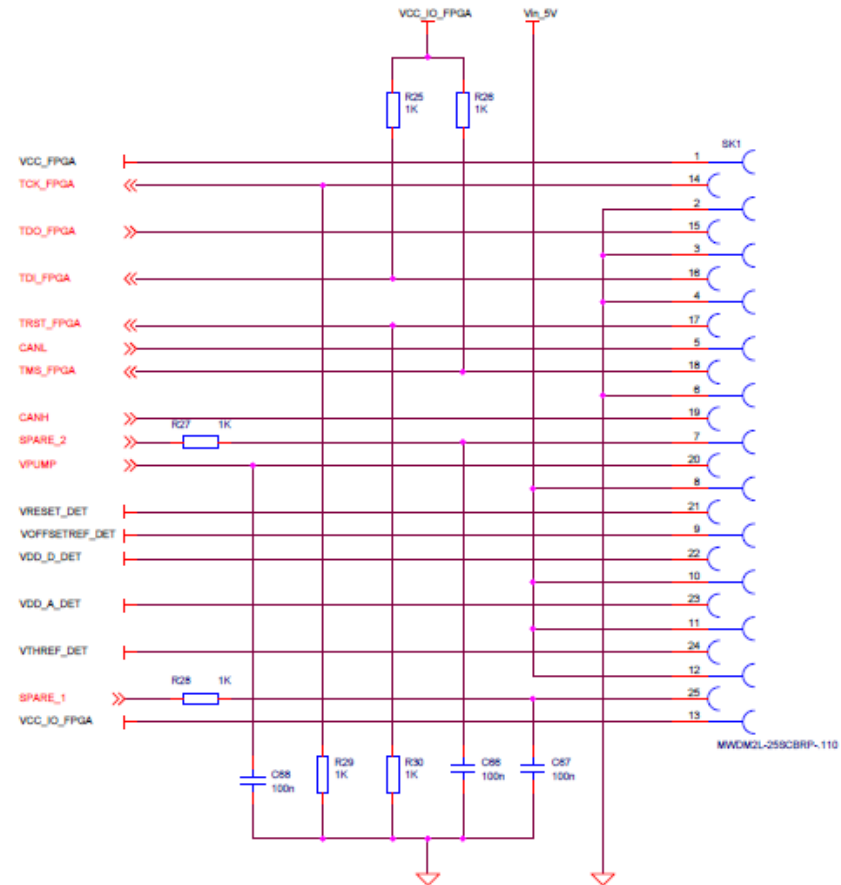 VCC_IO_FPGA Vin_5V
R25 R26
1K 1K
SK1
VCC_FPGA 1
TCK_FPGA 14
2
TDO_FPGA 15
3
TDI_FPGA 16
4
TRST_FPGA 17
CANL 5
TMS_FPGA 18
6
CANH 19
R27 1K
SPARE_2 7
VPUMP 20
8
VRESET_DET 21
VOFFSETREF_DET 9
VDD_D_DET 22
10
VDD_A_DET 23
11
VTHREF_DET 24
12
R28 1K
SPARE_1 25
VCC_IO_FPGA 13
MWDM2L-25SCBRP-.110
C68 R29 R30 C66 C67
100n 1K 1K 100n 100n